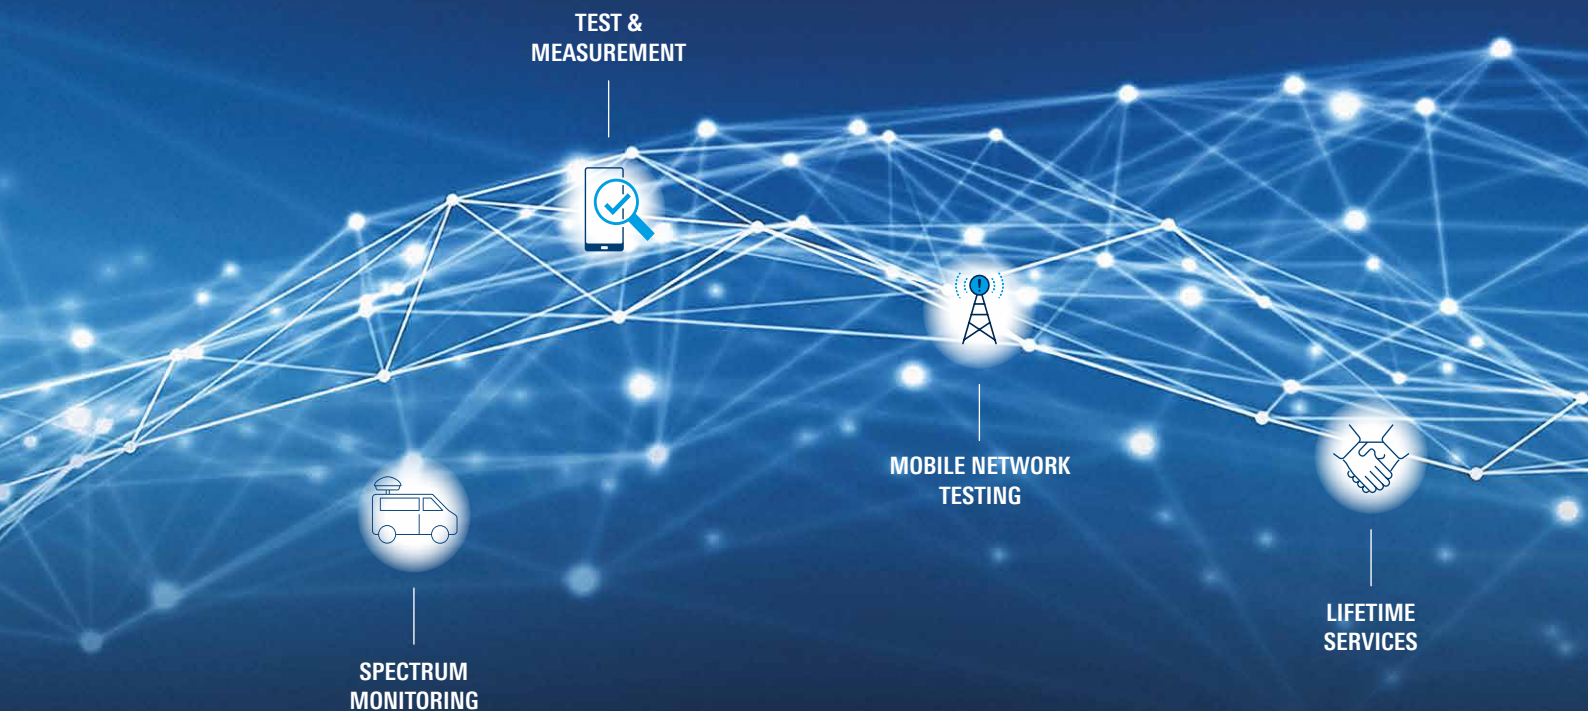 TEST &
MEASUREMENT
MOBILE NETWORK
TESTING
LIFETIME
SERVICES
SPECTRUM
MONITORING